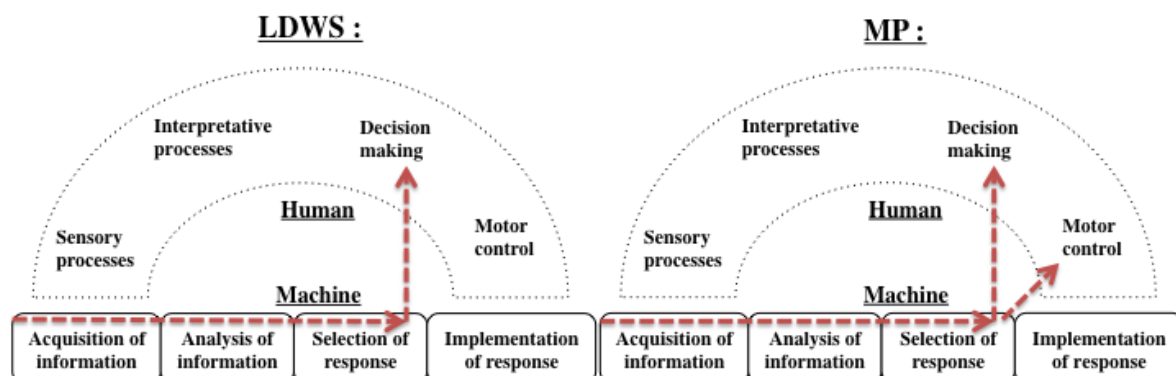 LDWS :
Interpretative
processes
Decision
making
Human
Sensory
processes
Motor
control
Machine
Acquisition of
information
Analysis of
information
Selection of
response
Implementation
of response
MP :
Interpretative
processes
Decision
making
Human
Sensory
processes
Motor
control
Machine
Acquisition of
information
Analysis of
information
Selection of
response
Implementation
of response